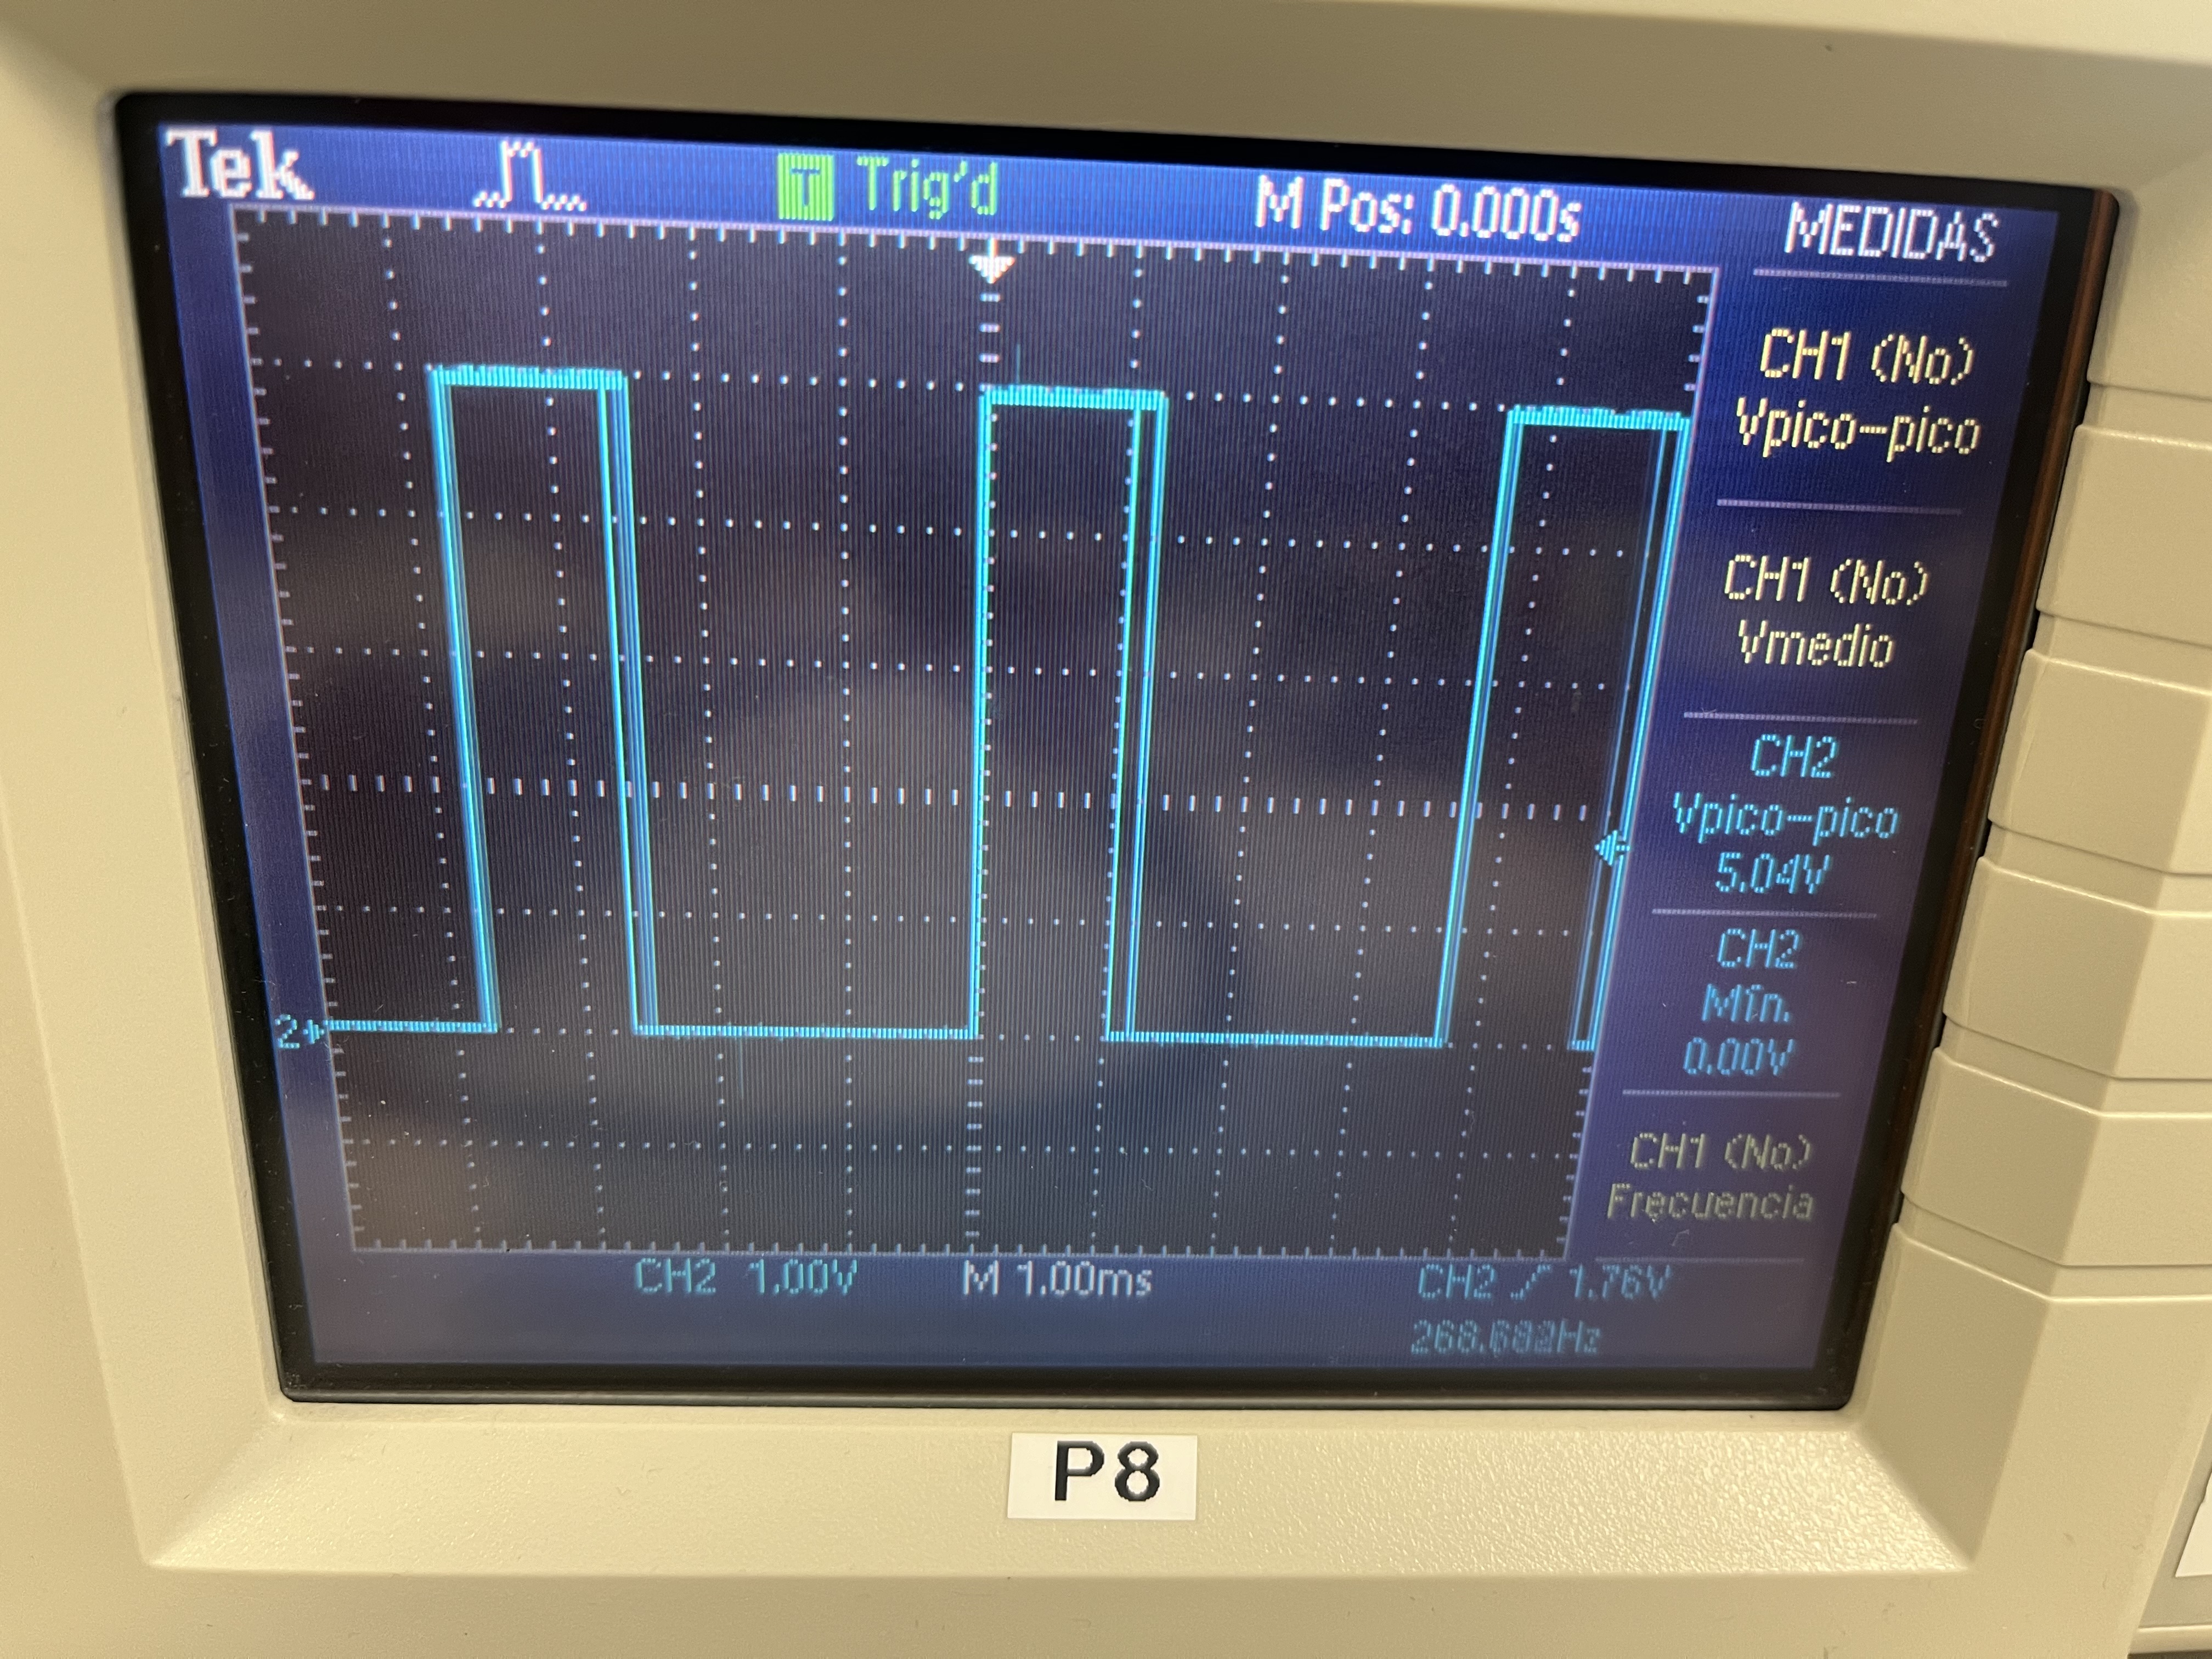 Tek
T Trig'd
M Pos: 0.000s
MEDIDAS
CH1 (No)
Vpico-pico
CH1 (No)
Vmedio
CH2
Vpico-pico
5.04V
CH2
Mín.
0.00V
CH1 (No)
Frecuencia
2
CH2 1.00V
M 1.00ms
CH2 1.76V
268.682Hz
P8